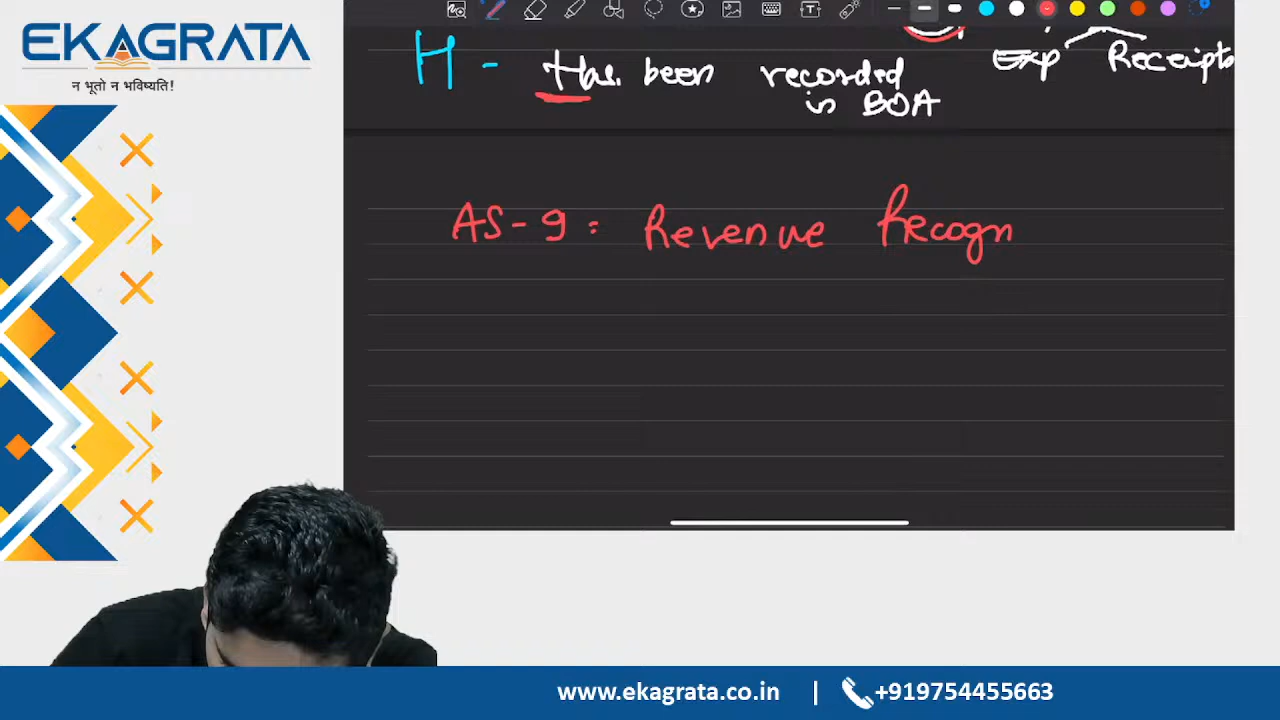 EKAGRATA
न भूतो न भविष्यति!
H - Has been recorded
in BOA
Exp Receipts
AS-9: Revenue Recogn
www.ekagrata.co.in | +919754455663